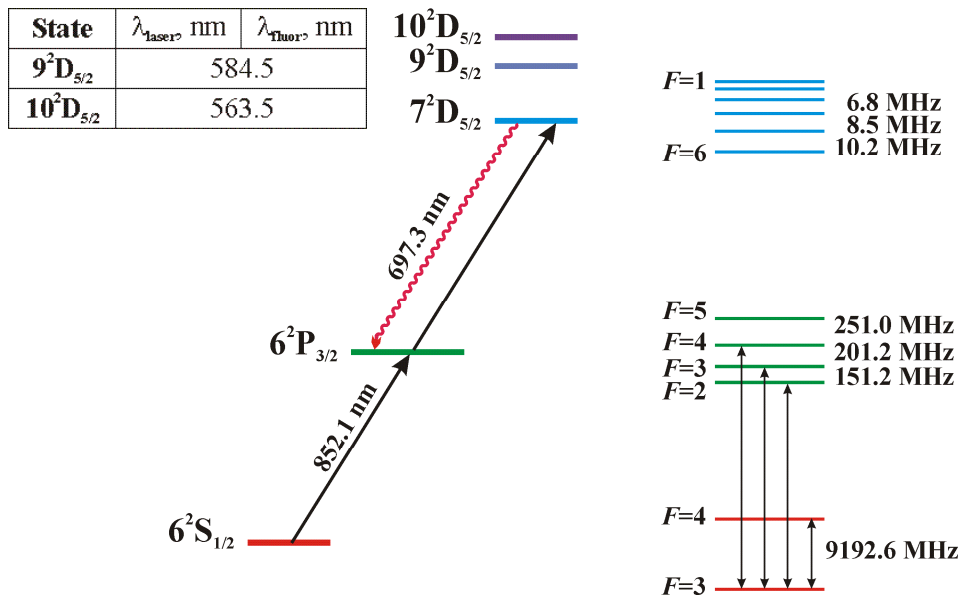 State λlaser, nm λfluor, nm
9²D5/2 584.5
10²D5/2 563.5
10²D5/2
9²D5/2
7²D5/2
697.3 nm
6²P3/2
852.1 nm
6²S1/2
F=1
6.8 MHz
8.5 MHz
F=6 10.2 MHz
F=5
251.0 MHz
F=4
201.2 MHz
F=3
151.2 MHz
F=2
F=4
9192.6 MHz
F=3